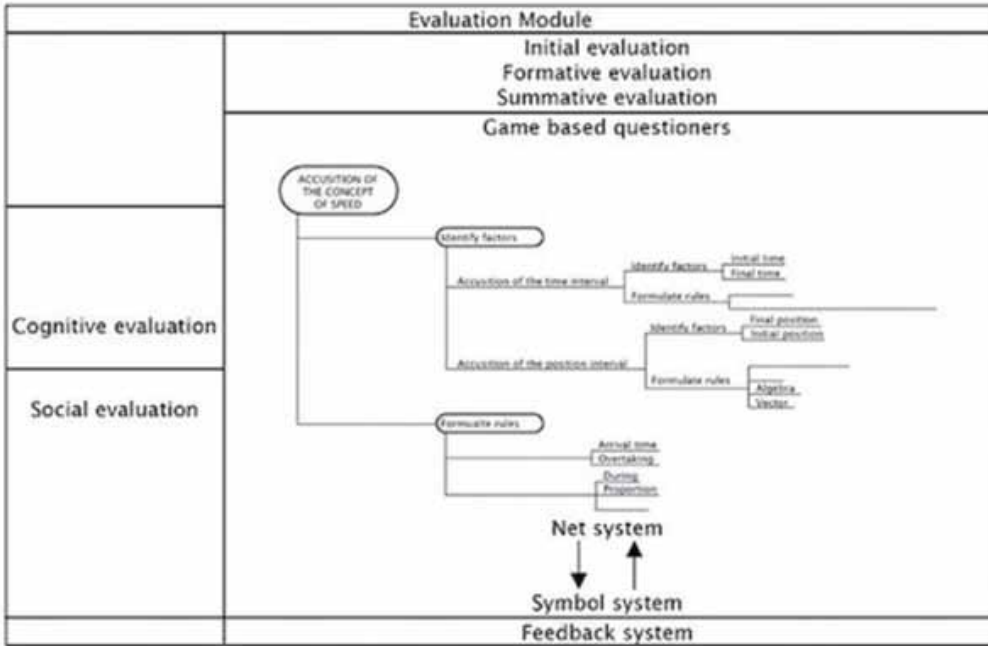 Evaluation Module
Initial evaluation
Formative evaluation
Summative evaluation
Game based questioners
ACCUSITION OF
THE CONCEPT
OF SPEED
Identify factors
Accusition of the time interval
Identify factors
Initial time
Final time
Formulate rules
Accusition of the position interval
Identify factors
Final position
Initial position
Formulate rules
Algebra
Vector
Cognitive evaluation
Social evaluation
Formualte rules
Arrival time
Overtaking
During
Proportion
Net system
Symbol system
Feedback system